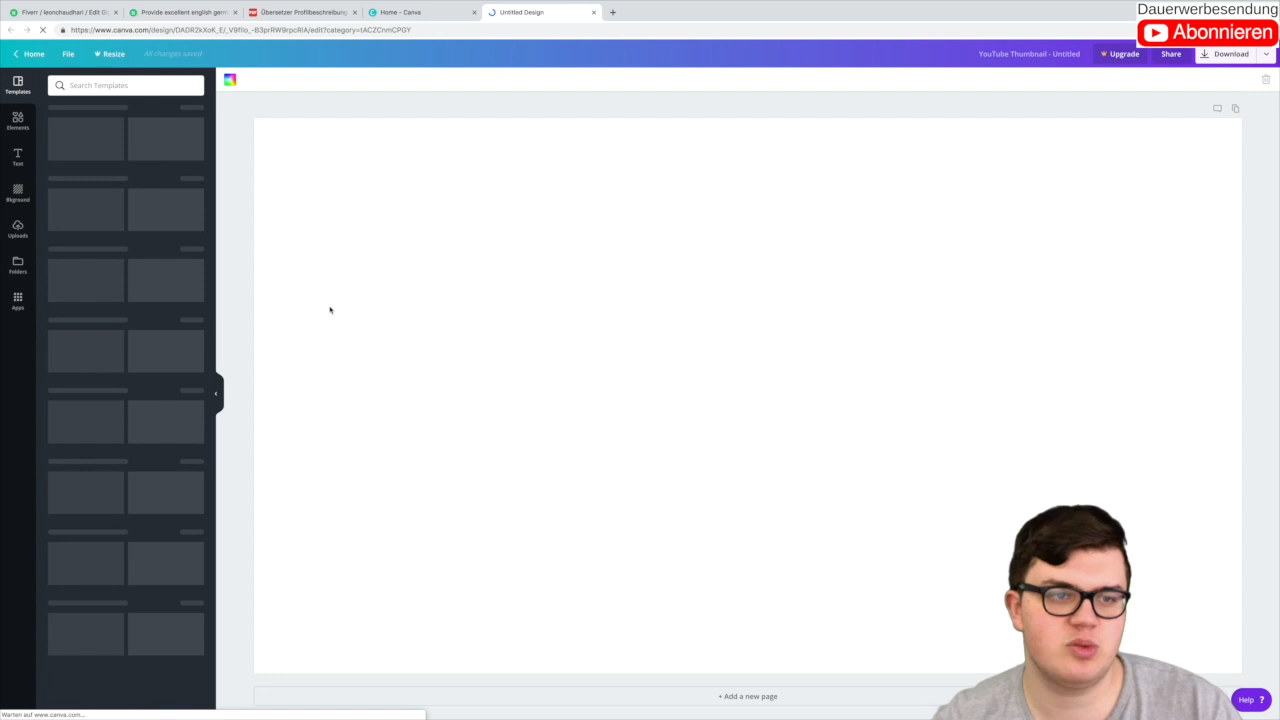 Fiverr / leonchaudhari / Edit Gi
Provide excellent english germ
Übersetzer Profilbeschreibung
Home - Canva
Untitled Design
Dauerwerbesendung
Abonnieren
https://www.canva.com/design/DADR2kXoK_E/_V9fIlo_-B3prRW9rpcRIA/edit?category=tACZCnmCPGY
Home
File
Resize
All changes saved
YouTube Thumbnail - Untitled
Upgrade
Share
Download
Templates
Search Templates
Elements
Text
Bkground
Uploads
Folders
Apps
+ Add a new page
Help ?
Warten auf www.canva.com...